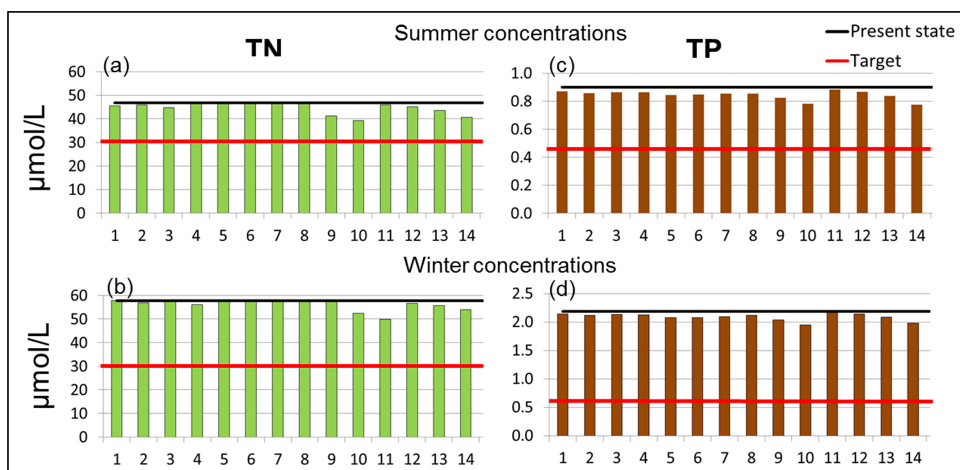 TN
Summer concentrations
TP
Present state
Target
(a)
60
50
40
30
20
10
0
µmol/L
1 2 3 4 5 6 7 8 9 10 11 12 13 14
(c)
1.0
0.8
0.6
0.4
0.2
0.0
1 2 3 4 5 6 7 8 9 10 11 12 13 14
Winter concentrations
(b)
60
50
40
30
20
10
0
µmol/L
1 2 3 4 5 6 7 8 9 10 11 12 13 14
(d)
2.5
2.0
1.5
1.0
0.5
0.0
1 2 3 4 5 6 7 8 9 10 11 12 13 14